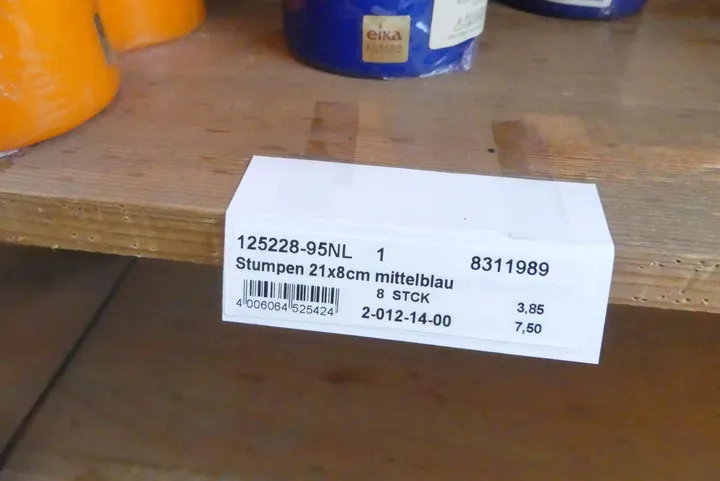 eika
125228-95NL 1 8311989
Stumpen 21x8cm mittelblau
8 STCK 3,85
4 006064 525424 2-012-14-00 7,50